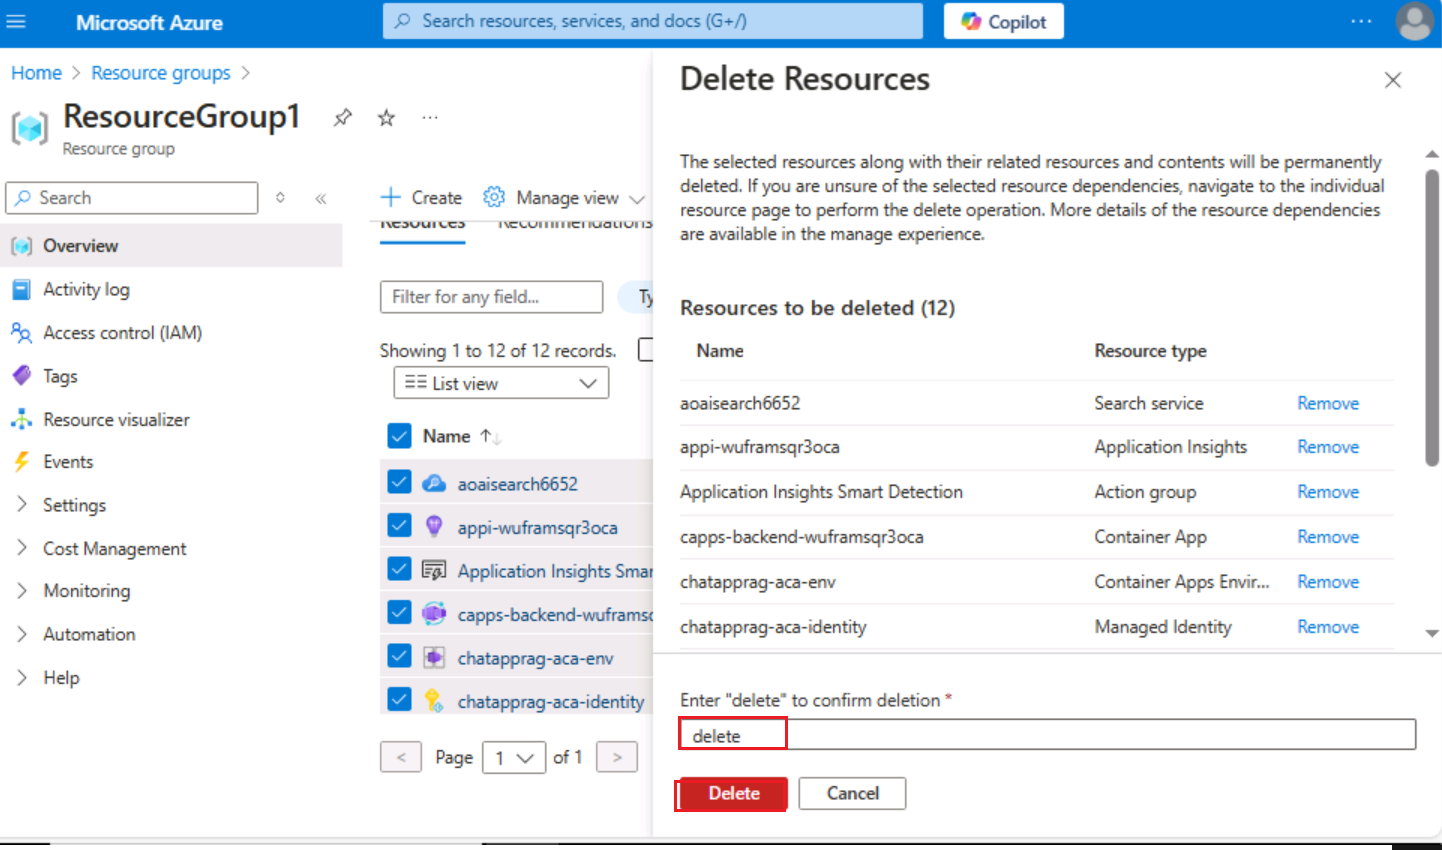 Microsoft Azure
Search resources, services, and docs (G+/)
Copilot
Home > Resource groups >
ResourceGroup1
Resource group
Search
Overview
Activity log
Access control (IAM)
Tags
Resource visualizer
Events
Settings
Cost Management
Monitoring
Automation
Help
+ Create Manage view
Resources Recommendations
Filter for any field...
Ty
Showing 1 to 12 of 12 records.
List view
Name ↑↓
aoaisearch6652
appi-wuframsqr3oca
Application Insights Smar
capps-backend-wuframsc
chatapprag-aca-env
chatapprag-aca-identity
< Page 1 of 1 >
Delete Resources
The selected resources along with their related resources and contents will be permanently
deleted. If you are unsure of the selected resource dependencies, navigate to the individual
resource page to perform the delete operation. More details of the resource dependencies
are available in the manage experience.
Resources to be deleted (12)
Name Resource type
aoaisearch6652 Search service Remove
appi-wuframsqr3oca Application Insights Remove
Application Insights Smart Detection Action group Remove
capps-backend-wuframsqr3oca Container App Remove
chatapprag-aca-env Container Apps Envir... Remove
chatapprag-aca-identity Managed Identity Remove
Enter "delete" to confirm deletion *
delete
Delete Cancel